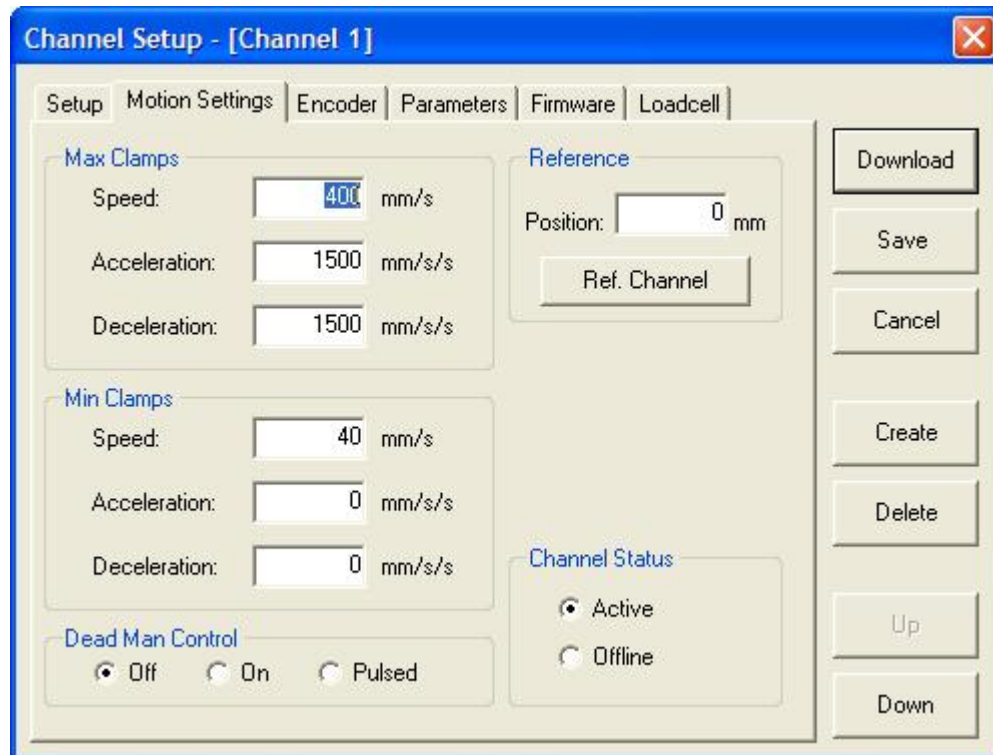 Channel Setup - [Channel 1]
Setup Motion Settings Encoder Parameters Firmware Loadcell
Max Clamps
Speed: 400 mm/s
Acceleration: 1500 mm/s/s
Deceleration: 1500 mm/s/s
Min Clamps
Speed: 40 mm/s
Acceleration: 0 mm/s/s
Deceleration: 0 mm/s/s
Dead Man Control
Off On Pulsed
Reference
Position: 0 mm
Ref. Channel
Channel Status
Active
Offline
Download
Save
Cancel
Create
Delete
Up
Down